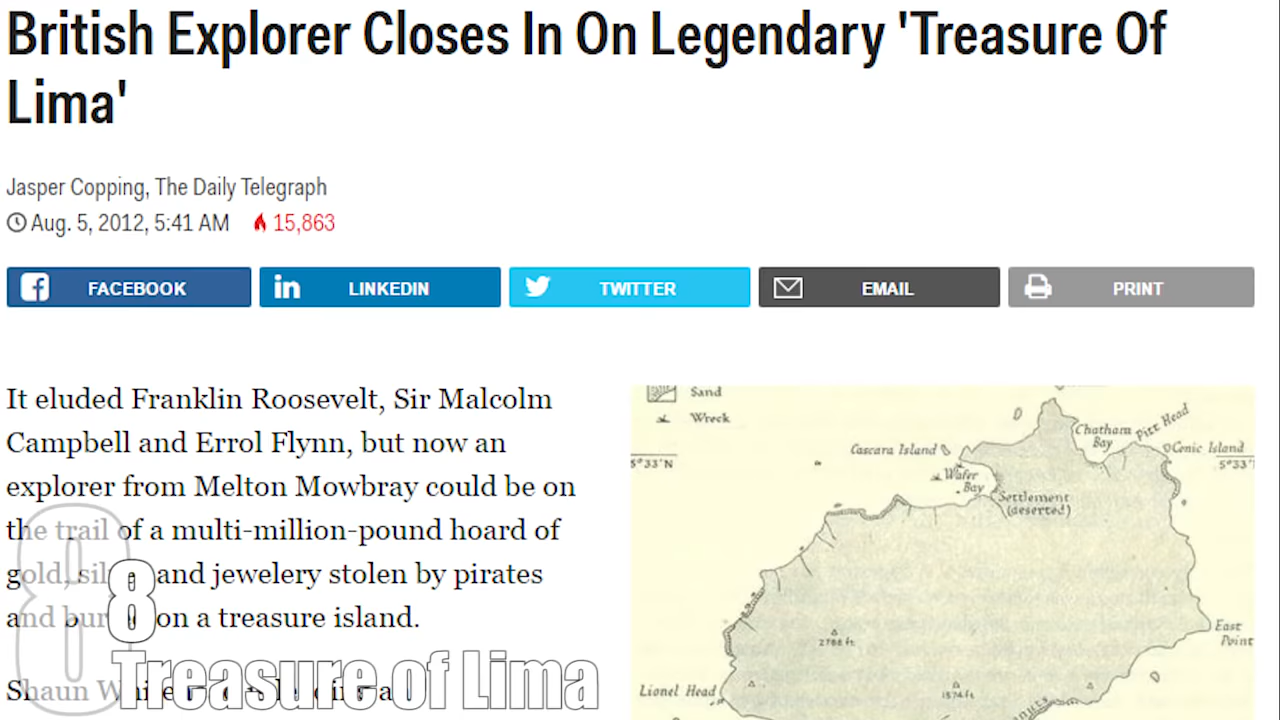 British Explorer Closes In On Legendary 'Treasure Of
Lima'
Jasper Copping, The Daily Telegraph
Aug. 5, 2012, 5:41 AM 15,863
FACEBOOK
LINKEDIN
TWITTER
EMAIL
PRINT
It eluded Franklin Roosevelt, Sir Malcolm
Campbell and Errol Flynn, but now an
explorer from Melton Mowbray could be on
the trail of a multi-million-pound hoard of
gold, and jewelery stolen by pirates
and on a treasure island.
Shaun
8
8
Treasure of Lima
Sand
Wreck
Chatham
Bay
Pitt Head
Cascara Island
Conic Island
5°33'N
5°33'
Wafer
Bay
Settlement
(deserted)
East
Point
Lionel Head